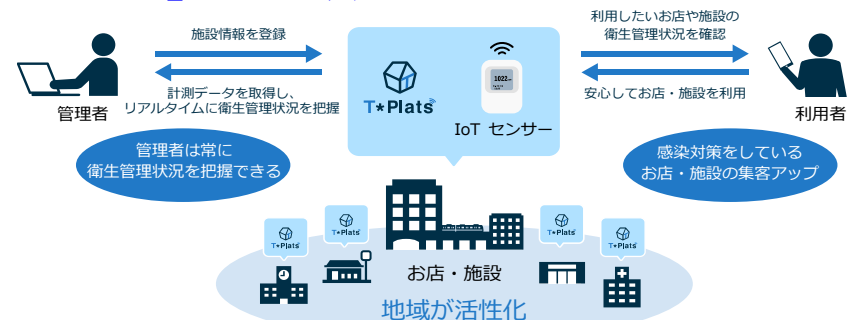 施設情報を登録
計測データを取得し、
リアルタイムに衛生管理状況を把握
管理者
管理者は常に
衛生管理状況を把握できる
T*Plats
1022
IoT センサー
利用したいお店や施設の
衛生管理状況を確認
安心してお店・施設を利用
利用者
感染対策をしている
お店・施設の集客アップ
T*Plats
T*Plats
T*Plats
T*Plats
お店・施設
地域が活性化